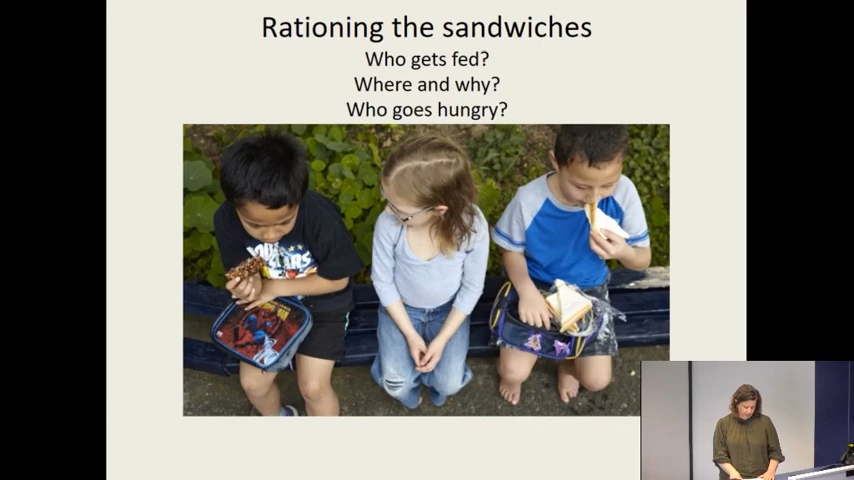 Rationing the sandwiches
Who gets fed?
Where and why?
Who goes hungry?